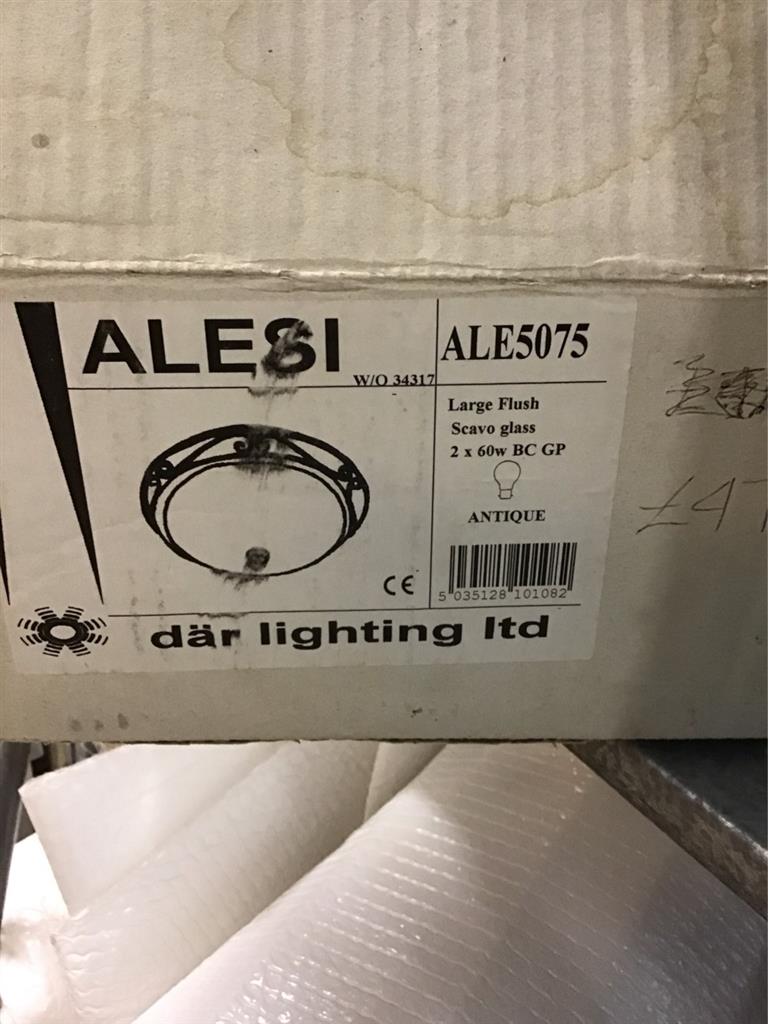 ALESI
W/O 34317
ALE5075
Large Flush
Scavo glass
2 x 60w BC GP
ANTIQUE
CE
5 035128 101082
där lighting ltd
£47